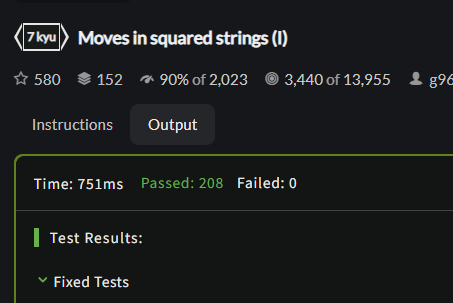 7 kyu Moves in squared strings (I)
580 152 90% of 2,023 3,440 of 13,955 g96
Instructions Output
Time: 751ms Passed: 208 Failed: 0
Test Results:
Fixed Tests